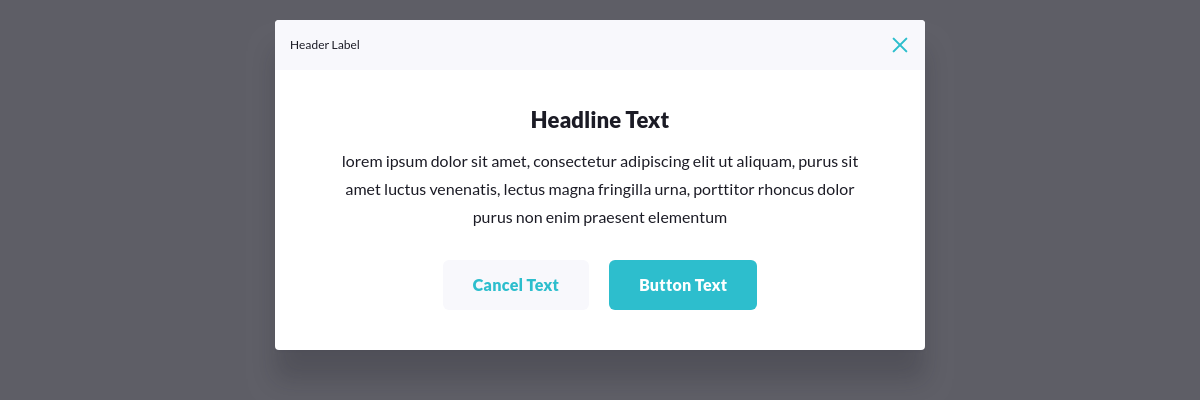 Header Label
Headline Text
lorem ipsum dolor sit amet, consectetur adipiscing elit ut aliquam, purus sit
amet luctus venenatis, lectus magna fringilla urna, porttitor rhoncus dolor
purus non enim praesent elementum
Cancel Text
Button Text